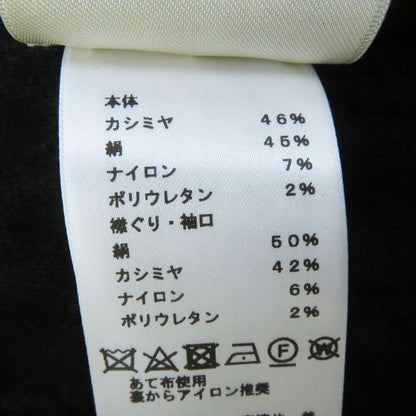 本体
カシミヤ 46%
絹 45%
ナイロン 7%
ポリウレタン 2%
襟ぐり・袖口
絹 50%
カシミヤ 42%
ナイロン 6%
ポリウレタン 2%
F W
あて布使用
裏からアイロン推奨